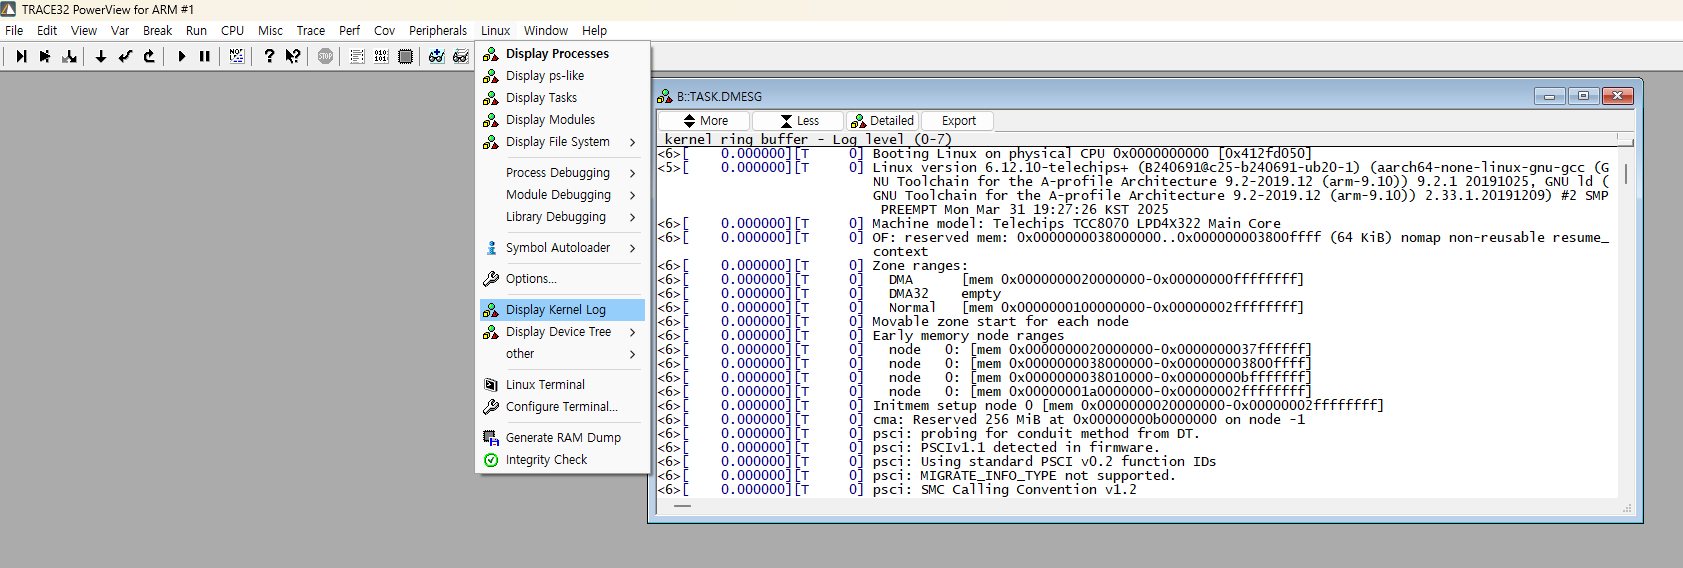 TRACE32 PowerView for ARM #1
File Edit View Var Break Run CPU Misc Trace Perf Cov Peripherals Linux Window Help
Display Processes
Display ps-like
Display Tasks
Display Modules
Display File System
Process Debugging
Module Debugging
Library Debugging
Symbol Autoloader
Options...
Display Kernel Log
Display Device Tree
other
Linux Terminal
Configure Terminal...
Generate RAM Dump
Integrity Check
B::TASK.DMESG
More Less Detailed Export
kernel ring buffer - Log level (0-7)
<6>[    0.000000][T     0] Booting Linux on physical CPU 0x0000000000 [0x412fd050]
<5>[    0.000000][T     0] Linux version 6.12.10-telechips+ (B240691@c25-b240691-ub20-1) (aarch64-none-linux-gnu-gcc (G
NU Toolchain for the A-profile Architecture 9.2-2019.12 (arm-9.10)) 9.2.1 20191025, GNU ld (
GNU Toolchain for the A-profile Architecture 9.2-2019.12 (arm-9.10)) 2.33.1.20191209) #2 SMP
PREEMPT Mon Mar 31 19:27:26 KST 2025
<6>[    0.000000][T     0] Machine model: Telechips TCC8070 LPD4X322 Main Core
<6>[    0.000000][T     0] OF: reserved mem: 0x0000000038000000..0x000000003800ffff (64 KiB) nomap non-reusable resume_
context
<6>[    0.000000][T     0] Zone ranges:
<6>[    0.000000][T     0]   DMA      [mem 0x0000000020000000-0x00000000ffffffff]
<6>[    0.000000][T     0]   DMA32    empty
<6>[    0.000000][T     0]   Normal   [mem 0x0000000100000000-0x00000002ffffffff]
<6>[    0.000000][T     0] Movable zone start for each node
<6>[    0.000000][T     0] Early memory node ranges
<6>[    0.000000][T     0]   node   0: [mem 0x0000000020000000-0x0000000037ffffff]
<6>[    0.000000][T     0]   node   0: [mem 0x0000000038000000-0x000000003800ffff]
<6>[    0.000000][T     0]   node   0: [mem 0x0000000038010000-0x00000000bfffffff]
<6>[    0.000000][T     0]   node   0: [mem 0x00000001a0000000-0x00000002ffffffff]
<6>[    0.000000][T     0] Initmem setup node 0 [mem 0x0000000020000000-0x00000002ffffffff]
<6>[    0.000000][T     0] cma: Reserved 256 MiB at 0x00000000b0000000 on node -1
<6>[    0.000000][T     0] psci: probing for conduit method from DT.
<6>[    0.000000][T     0] psci: PSCIv1.1 detected in firmware.
<6>[    0.000000][T     0] psci: Using standard PSCI v0.2 function IDs
<6>[    0.000000][T     0] psci: MIGRATE_INFO_TYPE not supported.
<6>[    0.000000][T     0] psci: SMC Calling Convention v1.2